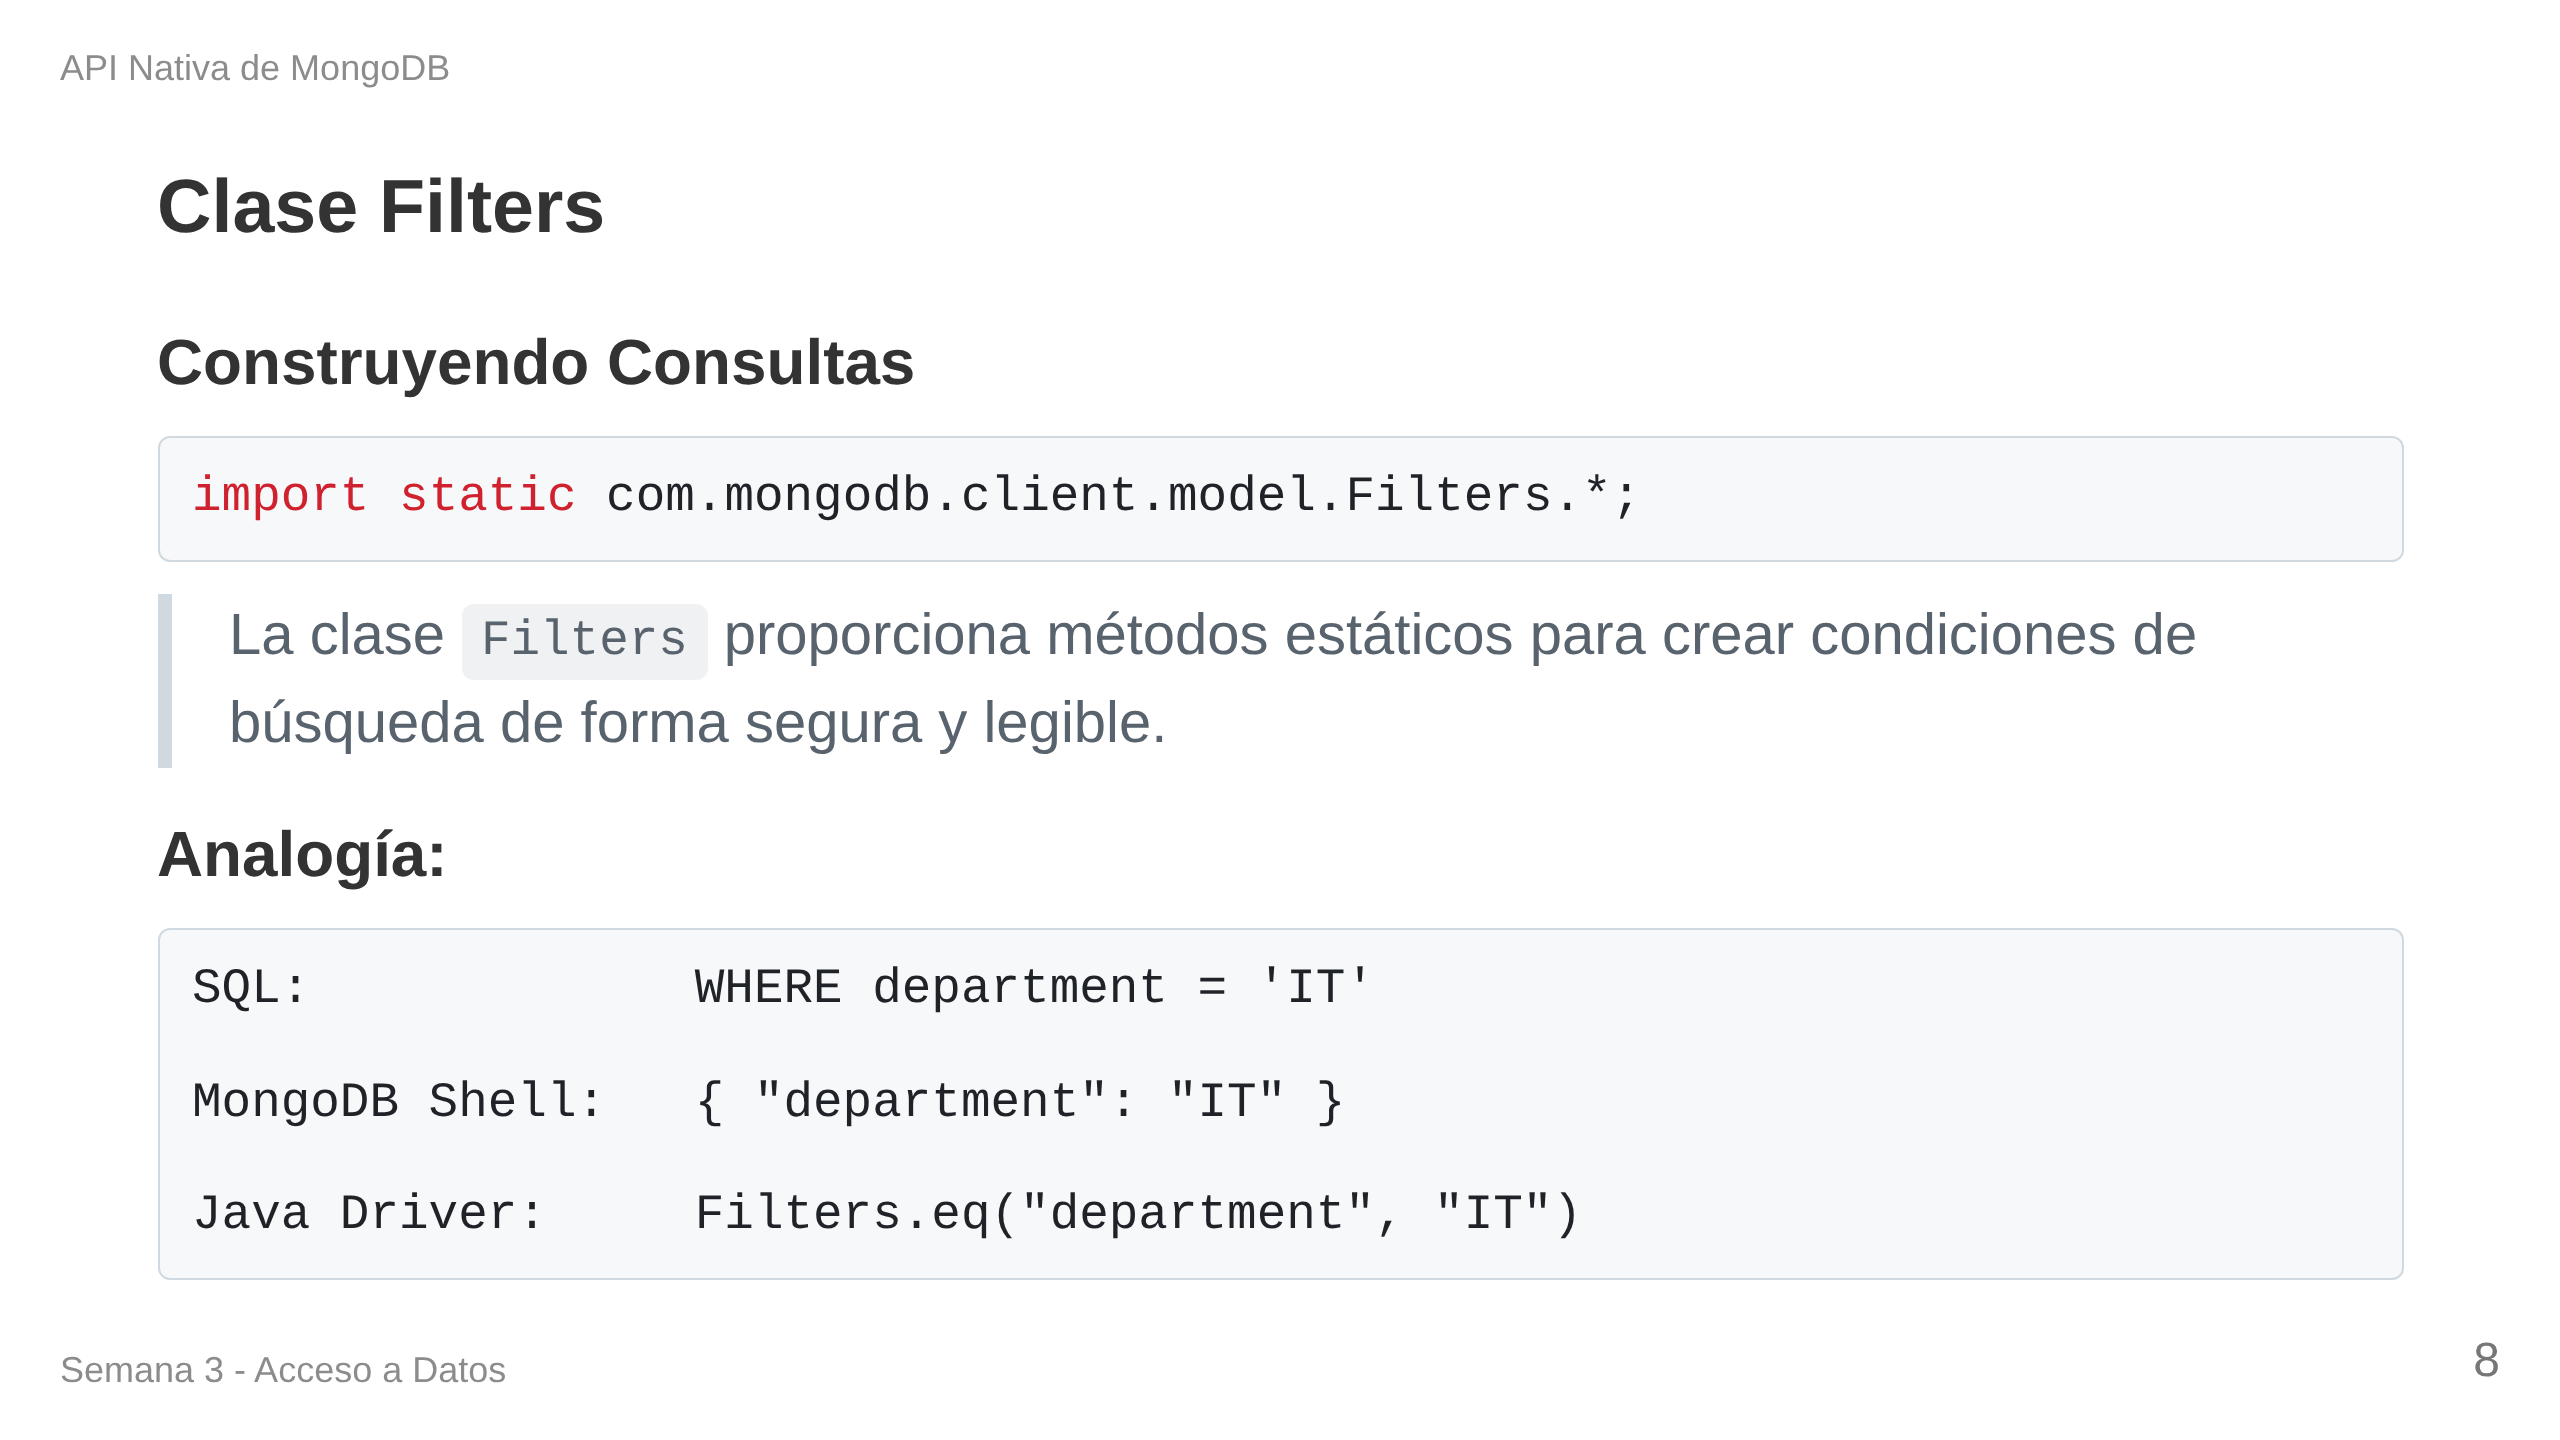 API Nativa de MongoDB
Clase Filters
Construyendo Consultas
import static com.mongodb.client.model.Filters.*;
La clase Filters proporciona métodos estáticos para crear condiciones de
búsqueda de forma segura y legible.
Analogía:
SQL:             WHERE department = 'IT'
MongoDB Shell:   { "department": "IT" }
Java Driver:     Filters.eq("department", "IT")
Semana 3 - Acceso a Datos
8